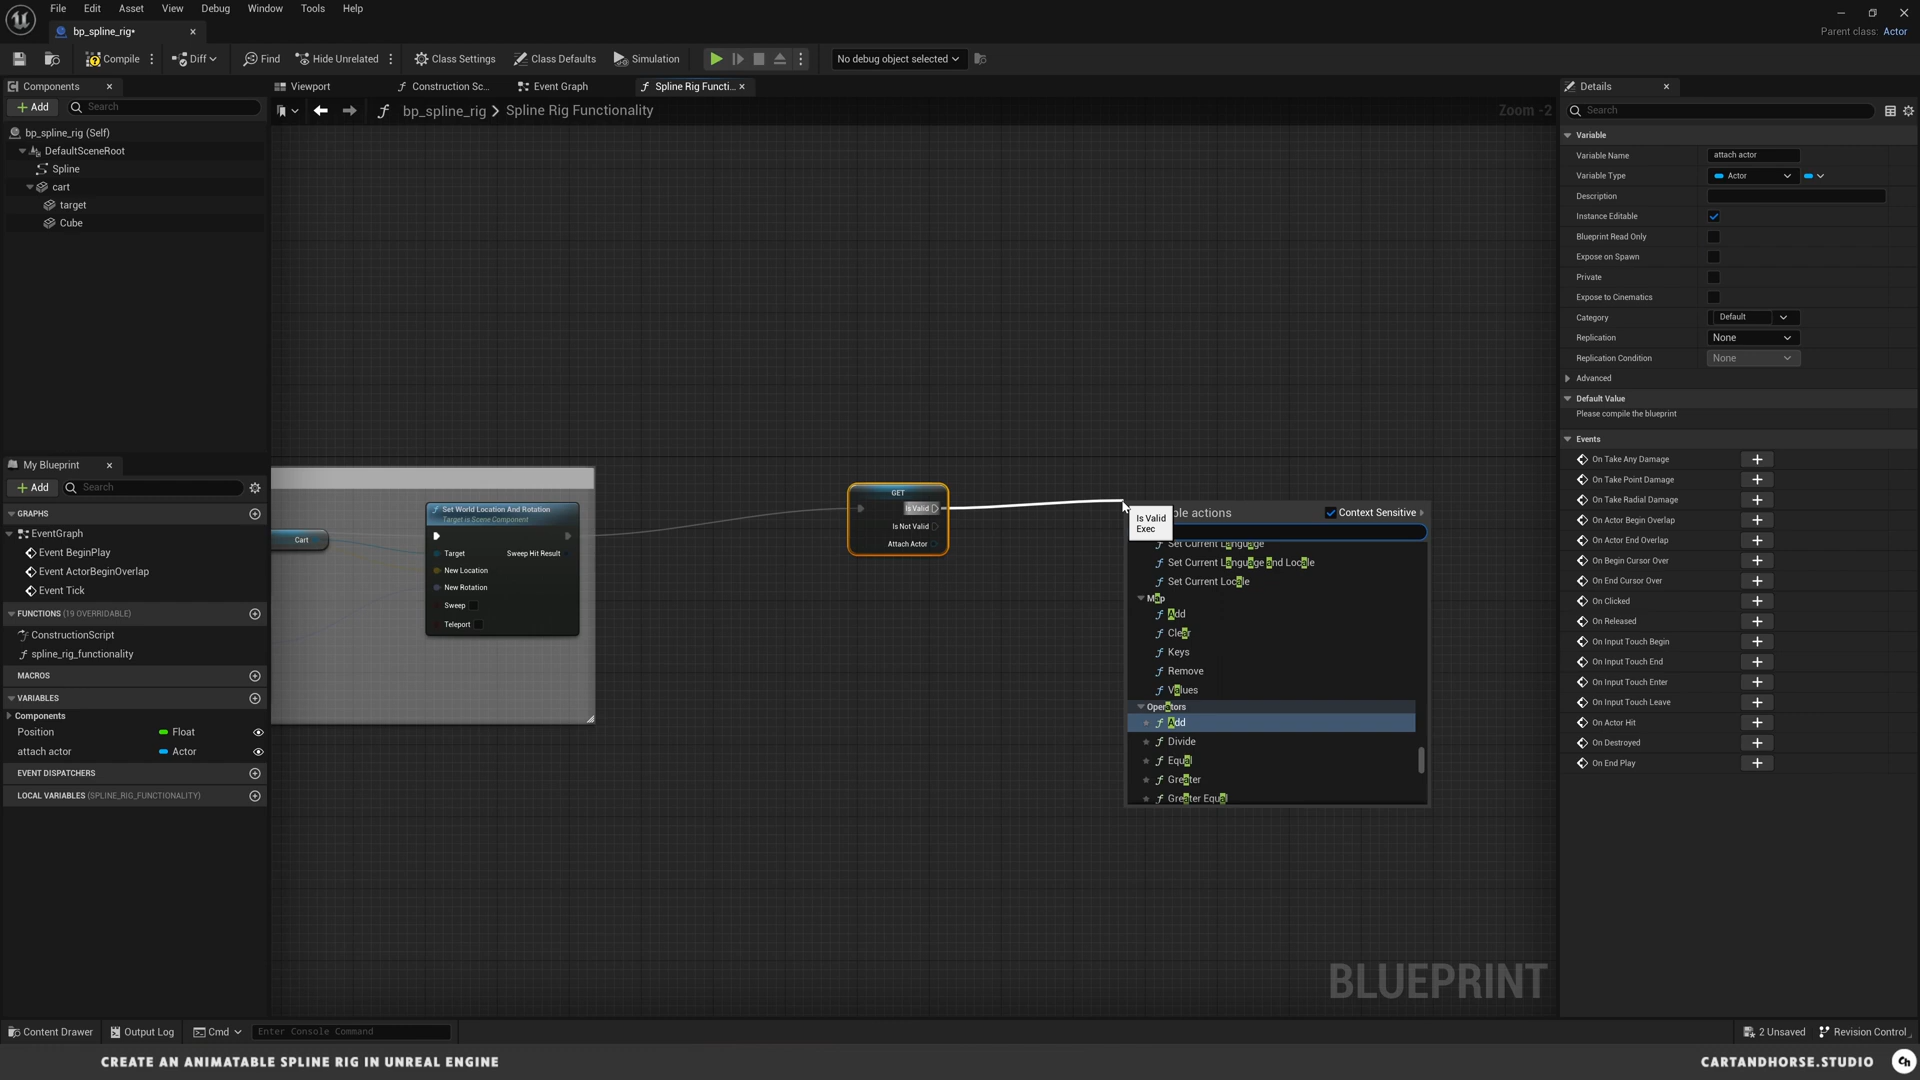 File Edit Asset View Debug Window Tools Help
bp_spline_rig•
Parent class: Actor
Compile Diff Find Hide Unrelated Class Settings Class Defaults Simulation No debug object selected
Components
Add Search
bp_spline_rig (Self)
DefaultSceneRoot
Spline
cart
target
Cube
My Blueprint
Add Search
GRAPHS
EventGraph
Event BeginPlay
Event ActorBeginOverlap
Event Tick
FUNCTIONS (19 OVERRIDABLE)
ConstructionScript
spline_rig_functionality
MACROS
VARIABLES
Components
Position Float
attach actor Actor
EVENT DISPATCHERS
LOCAL VARIABLES (SPLINE_RIG_FUNCTIONALITY)
Viewport Construction Sc... Event Graph Spline Rig Functi...
bp_spline_rig > Spline Rig Functionality
Zoom -2
Cart
Set World Location And Rotation
Target is Scene Component
Target Sweep Hit Result
New Location
New Rotation
Sweep
Teleport
GET
Is Valid
Is Not Valid
Attach Actor
Is Valid
Exec
ble actions Context Sensitive
Set Current Language
Set Current Language and Locale
Set Current Locale
Map
Add
Clear
Keys
Remove
Values
Operators
Add
Divide
Equal
Greater
Greater Equal
BLUEPRINT
Details
Search
Variable
Variable Name attach actor
Variable Type Actor
Description
Instance Editable
Blueprint Read Only
Expose on Spawn
Private
Expose to Cinematics
Category Default
Replication None
Replication Condition None
Advanced
Default Value
Please compile the blueprint
Events
On Take Any Damage
On Take Point Damage
On Take Radial Damage
On Actor Begin Overlap
On Actor End Overlap
On Begin Cursor Over
On End Cursor Over
On Clicked
On Released
On Input Touch Begin
On Input Touch End
On Input Touch Enter
On Input Touch Leave
On Actor Hit
On Destroyed
On End Play
Content Drawer Output Log Cmd Enter Console Command
2 Unsaved Revision Control
CREATE AN ANIMATABLE SPLINE RIG IN UNREAL ENGINE
CARTANDHORSE.STUDIO